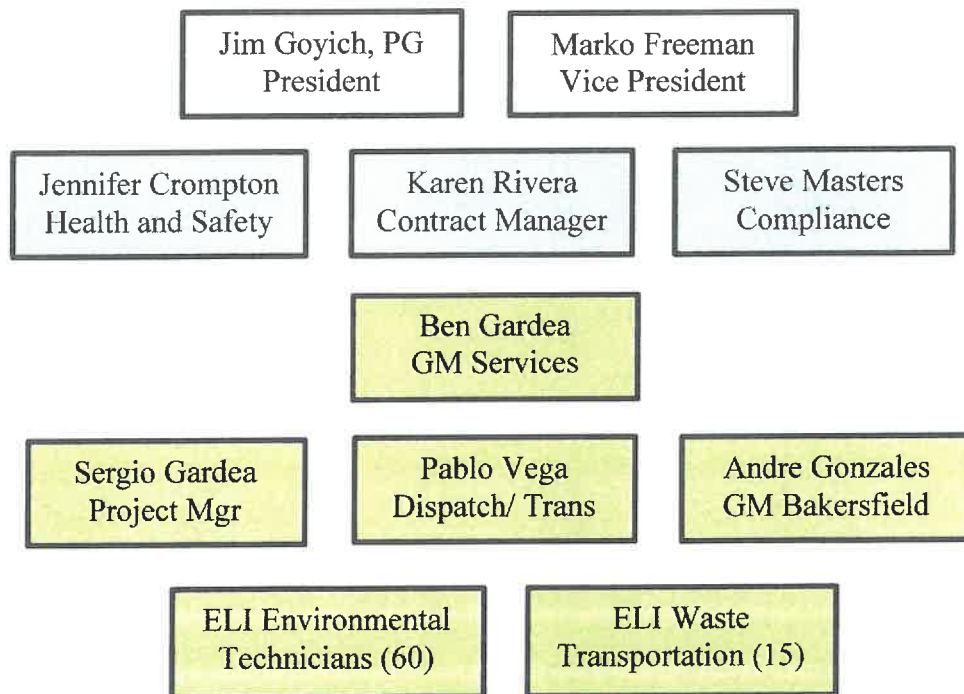 Jim Goyich, PG
President
Marko Freeman
Vice President
Jennifer Crompton
Health and Safety
Karen Rivera
Contract Manager
Steve Masters
Compliance
Ben Gardea
GM Services
Sergio Gardea
Project Mgr
Pablo Vega
Dispatch/ Trans
Andre Gonzales
GM Bakersfield
ELI Environmental
Technicians (60)
ELI Waste
Transportation (15)